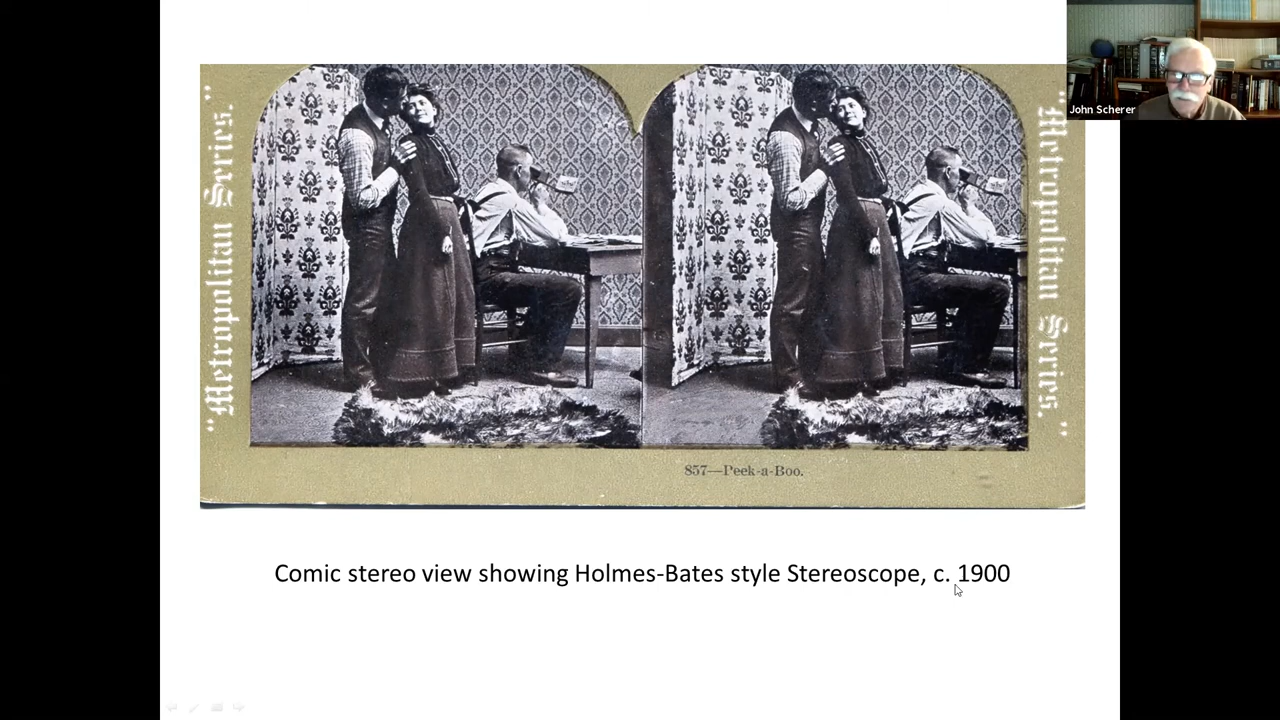 "Metropolitan Series."
"Metropolitan Series."
John Scherer
857—Peek-a-Boo.
Comic stereo view showing Holmes-Bates style Stereoscope, c. 1900